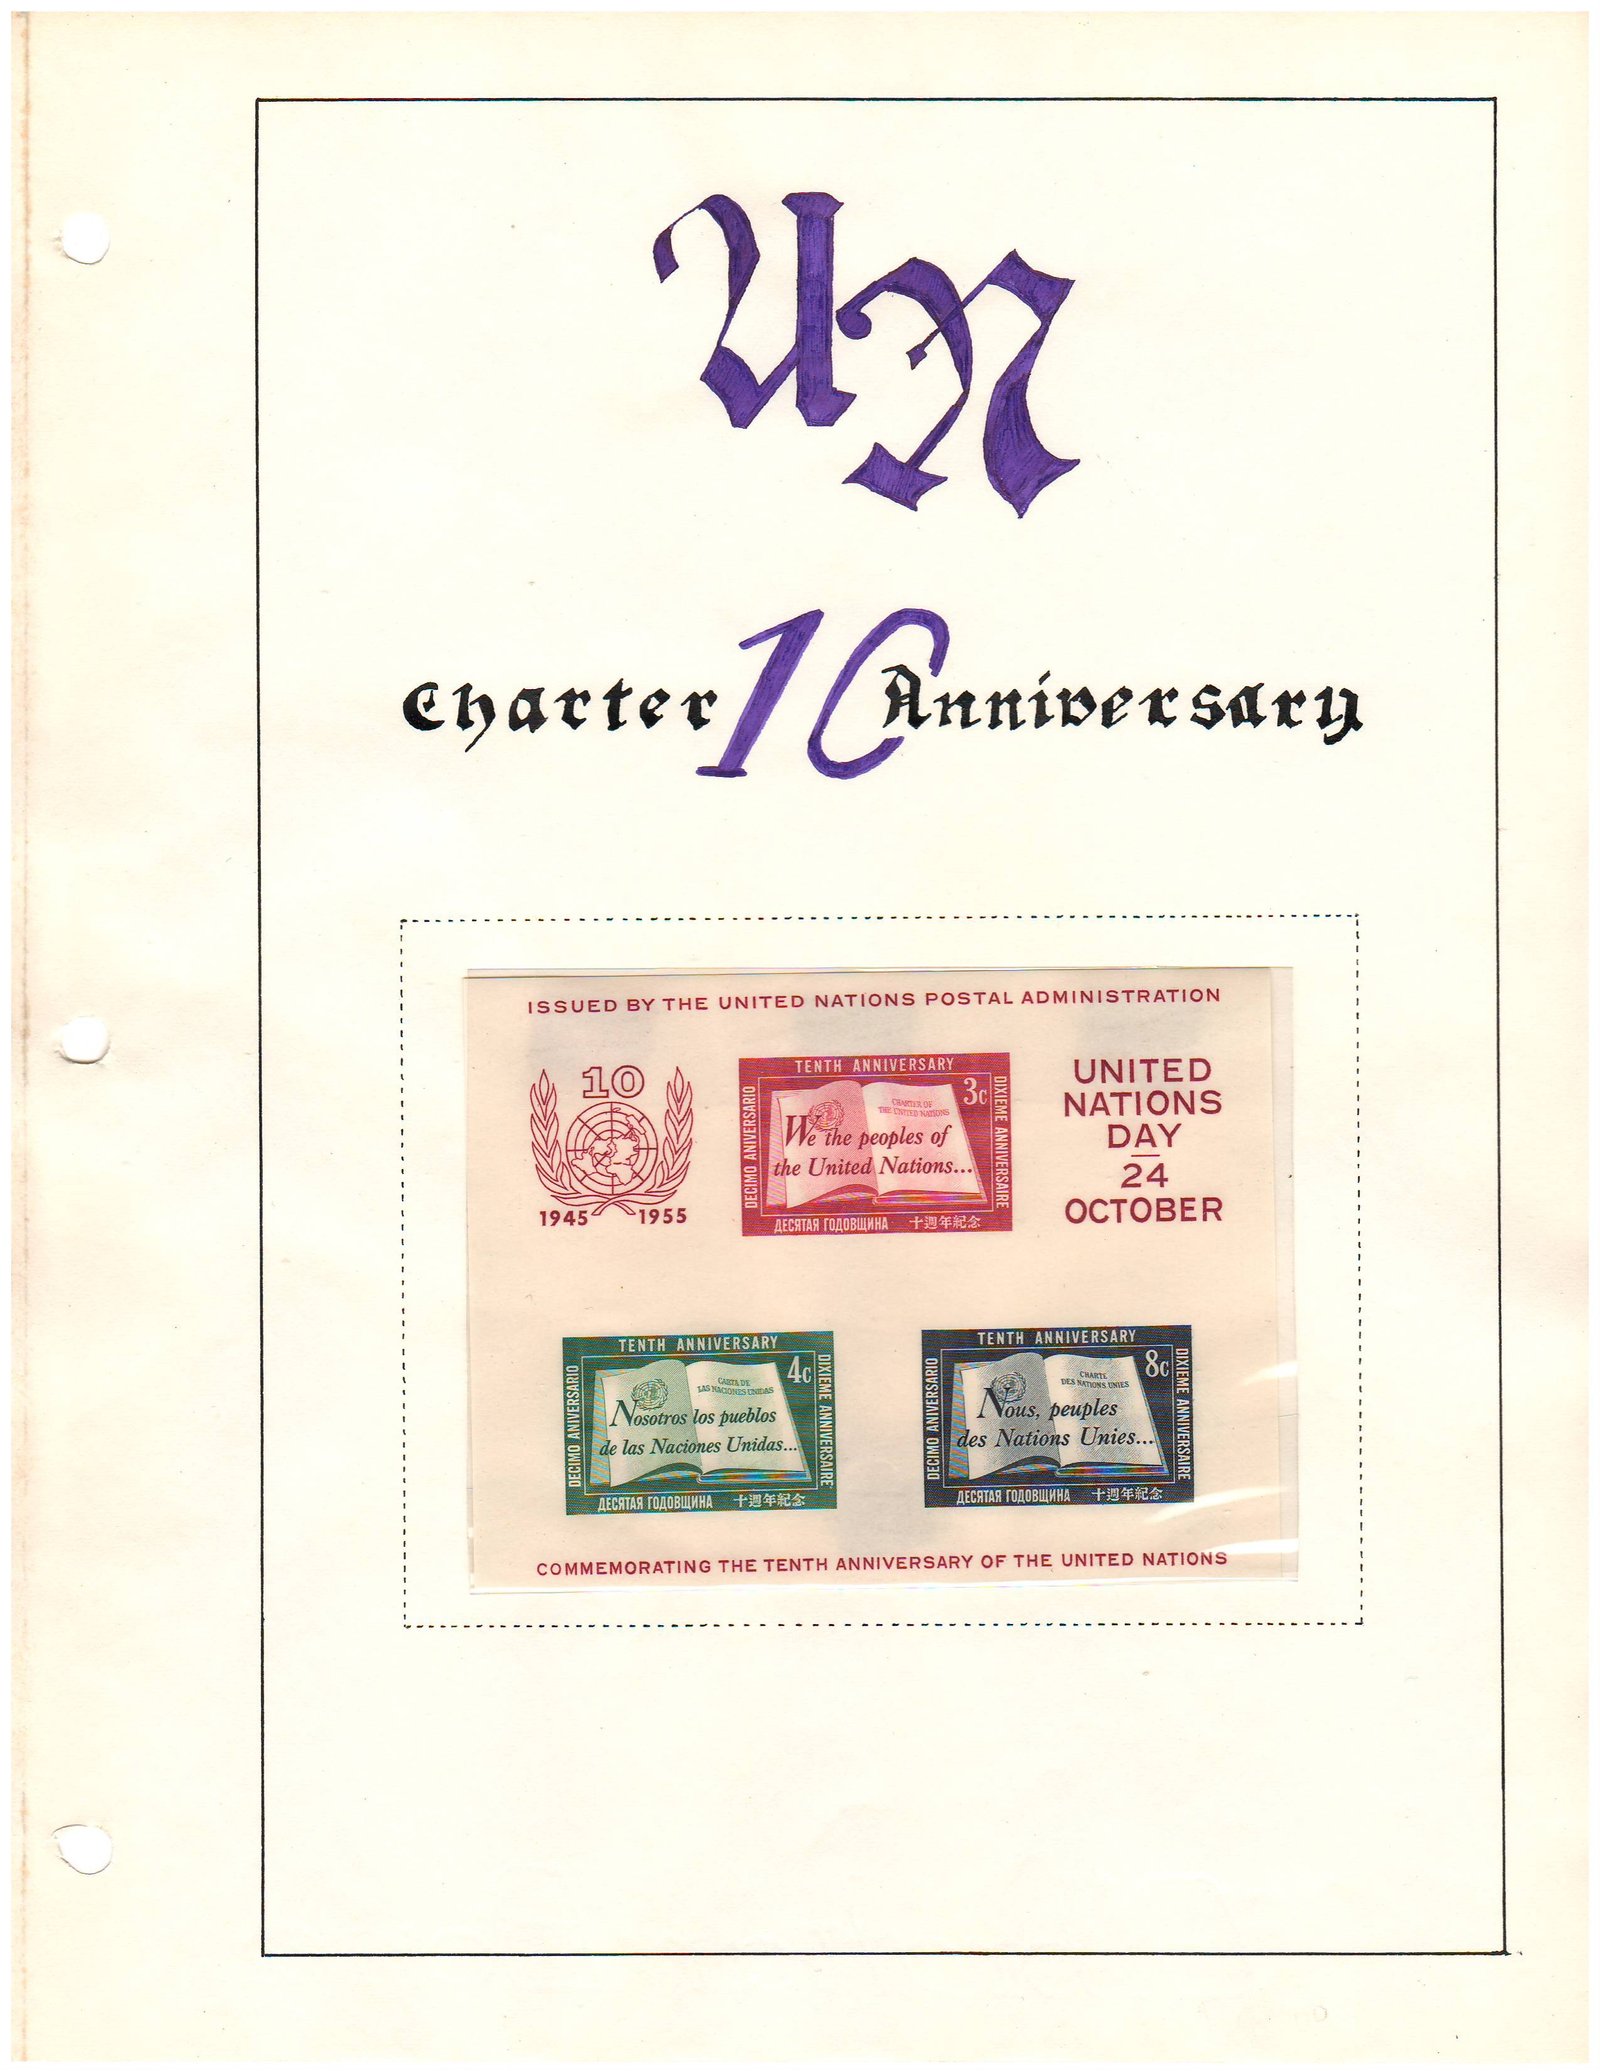 UN
Charter 10 Anniversary
ISSUED BY THE UNITED NATIONS POSTAL ADMINISTRATION
10
1945 1955
TENTH ANNIVERSARY
3c
DECIMO ANIVERSARIO
CHARTER OF
THE UNITED NATIONS
We the peoples of
the United Nations...
DIXIEME ANNIVERSAIRE
ДЕСЯТАЯ ГОДОВЩИНА 十週年紀念
UNITED
NATIONS
DAY
24
OCTOBER
TENTH ANNIVERSARY
4c
DECIMO ANIVERSARIO
CARTA DE
LAS NACIONES UNIDAS
Nosotros los pueblos
de las Naciones Unidas...
DIXIEME ANNIVERSAIRE
ДЕСЯТАЯ ГОДОВЩИНА 十週年紀念
TENTH ANNIVERSARY
8c
DECIMO ANIVERSARIO
CHARTE
DES NATIONS UNIES
Nous, peuples
des Nations Unies...
DIXIEME ANNIVERSAIRE
ДЕСЯТАЯ ГОДОВЩИНА 十週年紀念
COMMEMORATING THE TENTH ANNIVERSARY OF THE UNITED NATIONS